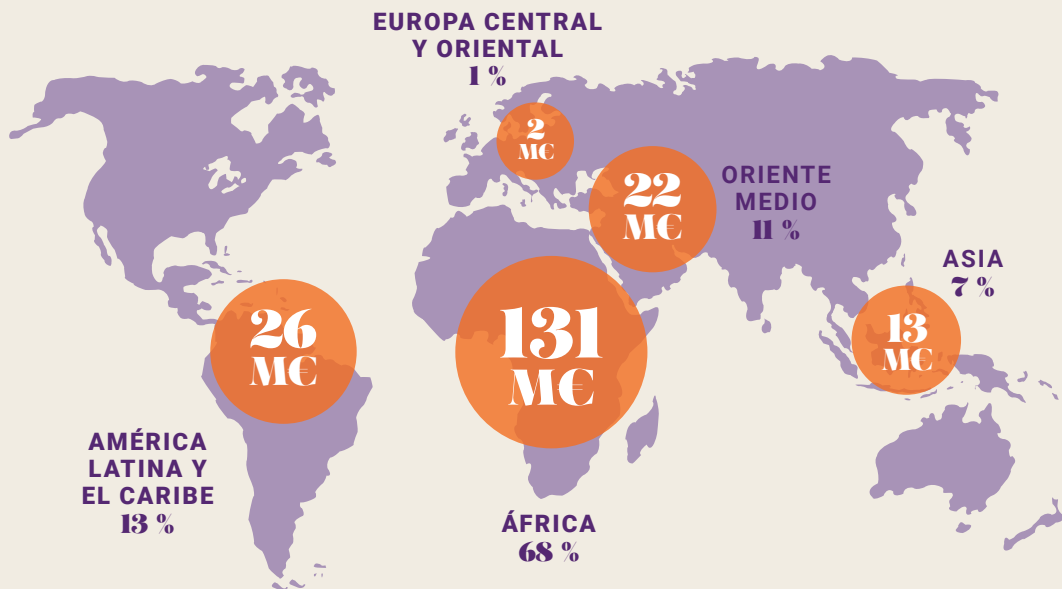 EUROPA CENTRAL
Y ORIENTAL
1 %
2
M€
22
M€
ORIENTE
MEDIO
11 %
ASIA
7 %
13
M€
26
M€
131
M€
AMÉRICA
LATINA Y
EL CARIBE
13 %
ÁFRICA
68 %